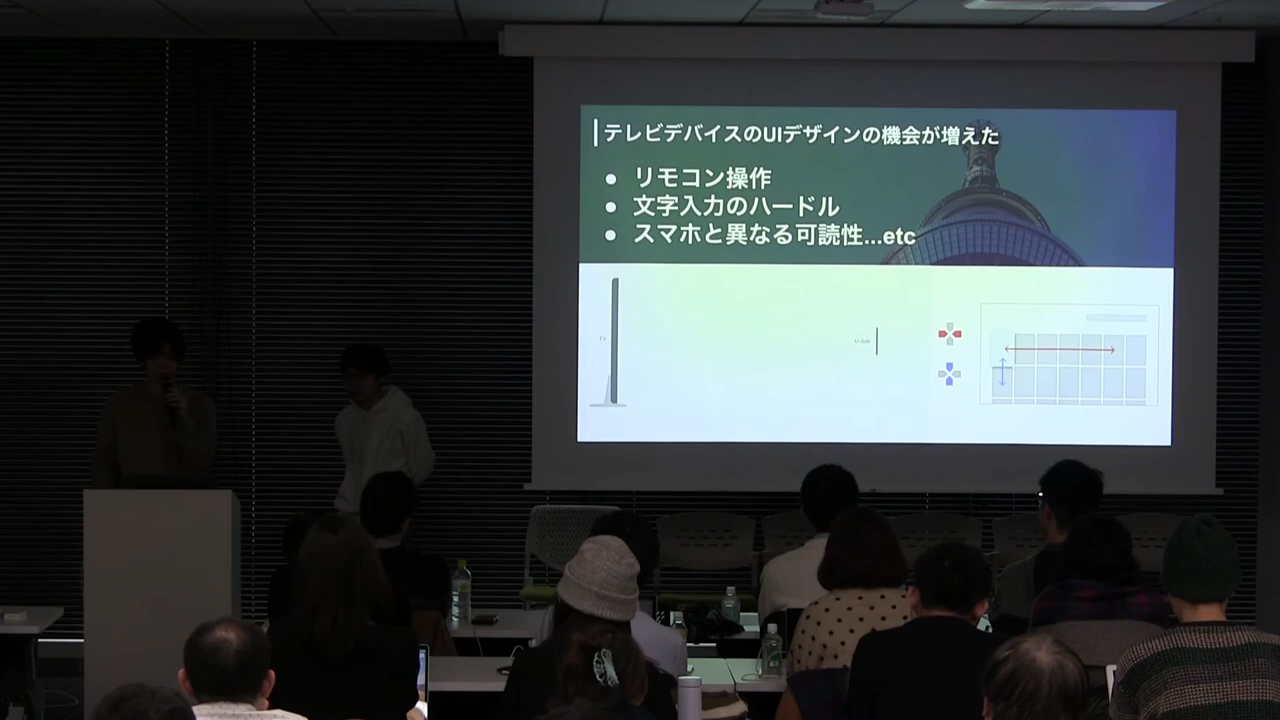 テレビデバイスのUIデザインの機会が増えた
● リモコン操作
● 文字入力のハードル
● スマホと異なる可読性...etc
TV